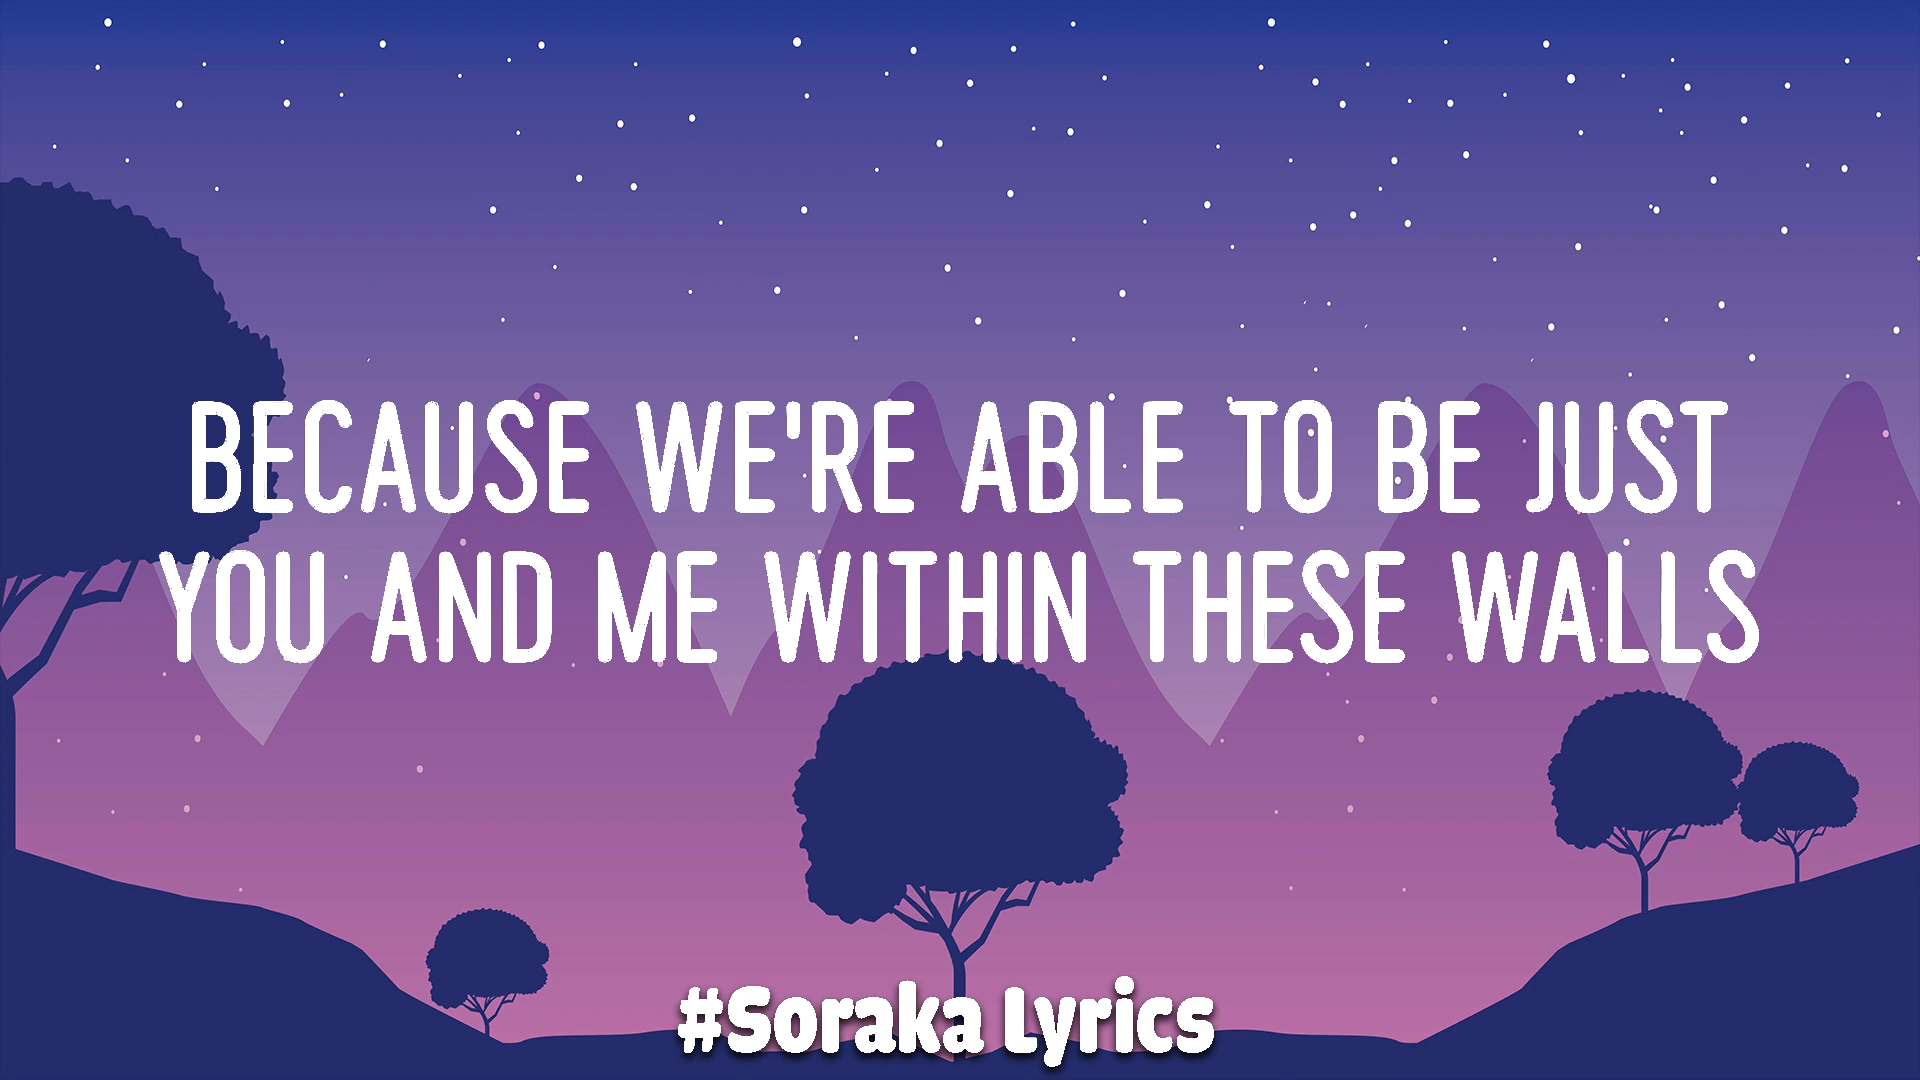 BECAUSE WE'RE ABLE TO BE JUST
YOU AND ME WITHIN THESE WALLS
#Soraka Lyrics